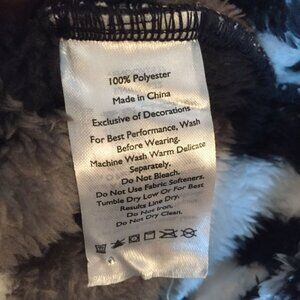 100% Polyester
Made in China
Exclusive of Decorations
For Best Performance, Wash
Before Wearing.
Machine Wash Warm Delicate
Separately.
Do Not Bleach.
Do Not Use Fabric Softeners.
Tumble Dry Low Or For Best
Results Line Dry.
Do Not Iron.
Do Not Dry Clean.